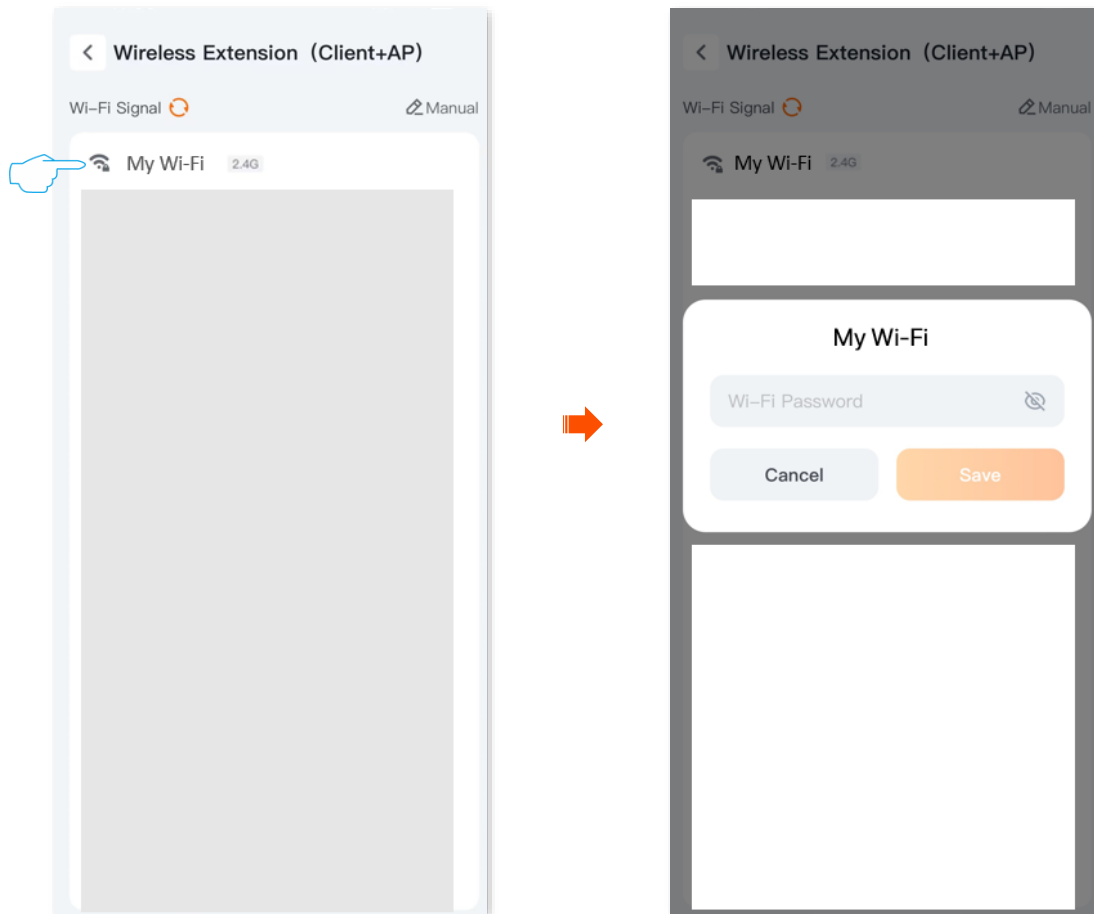 Wireless Extension（Client+AP）
Wi-Fi Signal Manual
My Wi-Fi 2.4G
Wireless Extension（Client+AP）
Wi-Fi Signal Manual
My Wi-Fi 2.4G
My Wi-Fi
Wi-Fi Password
Cancel Save